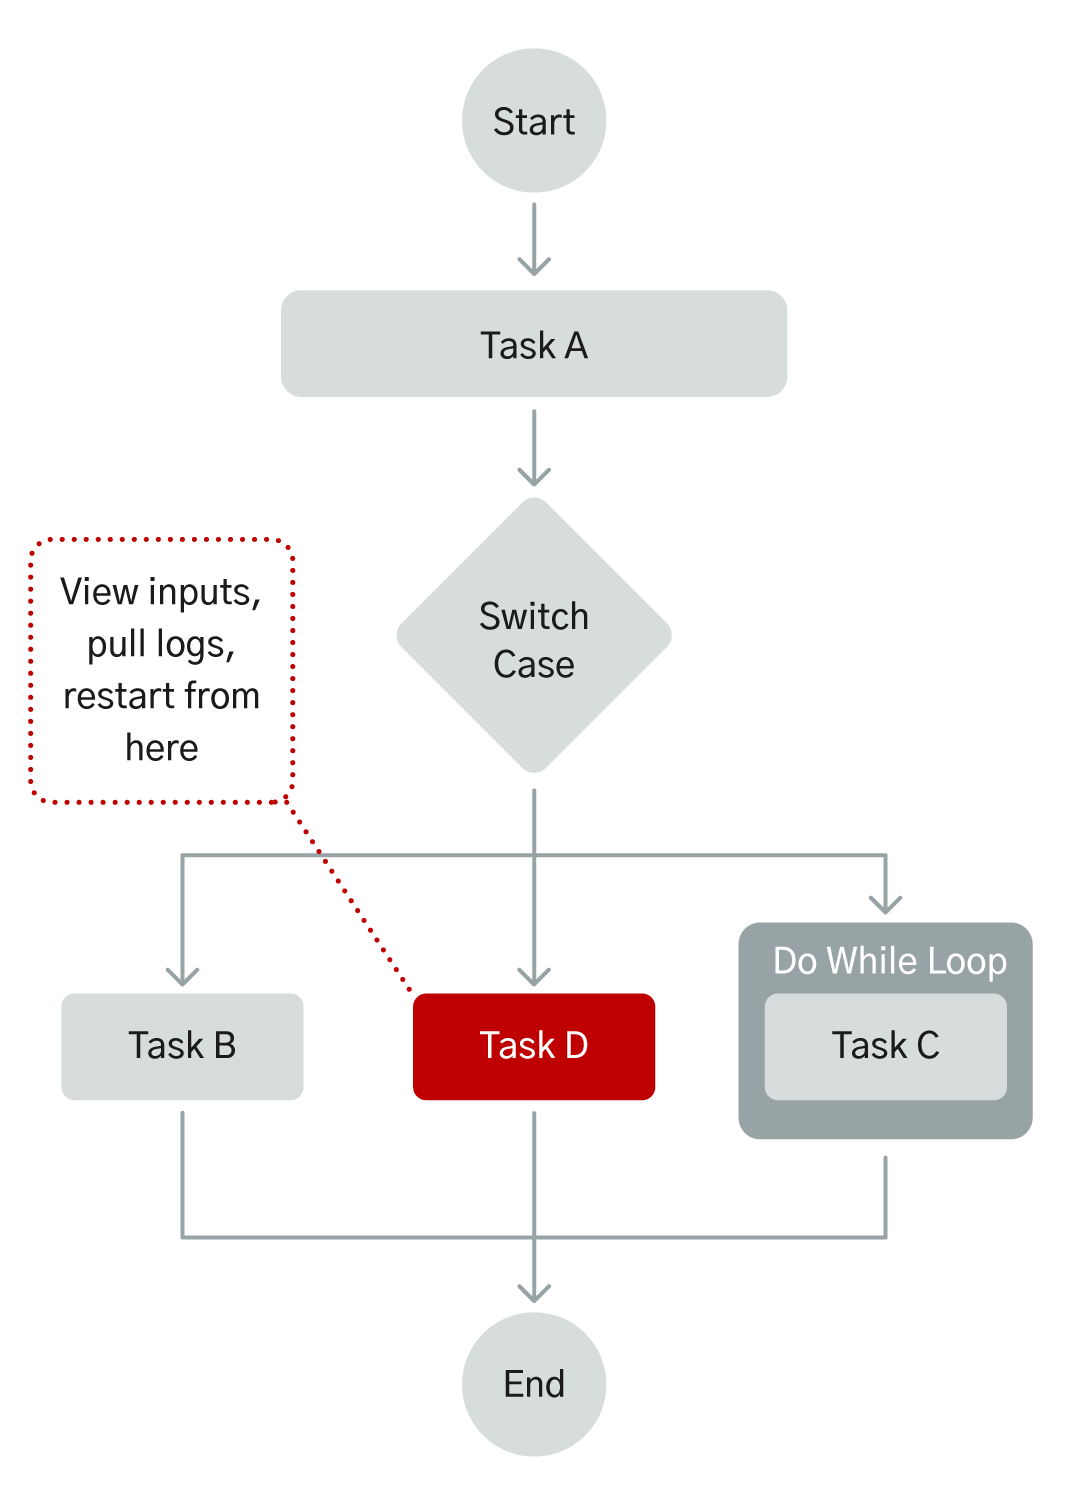 Start
Task A
View inputs,
pull logs,
restart from
here
Switch
Case
Do While Loop
Task B
Task D
Task C
End